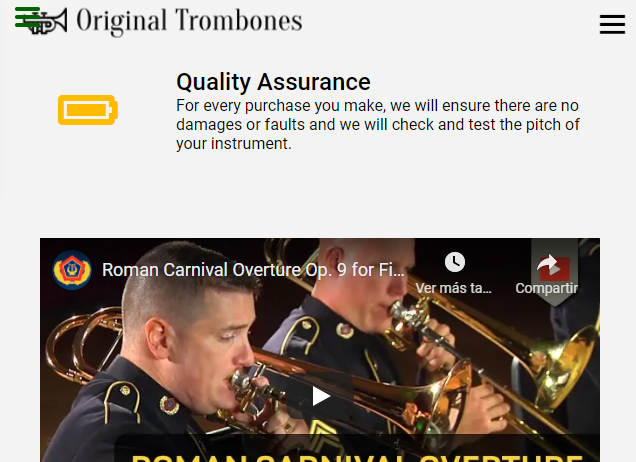 Original Trombones
Quality Assurance
For every purchase you make, we will ensure there are no
damages or faults and we will check and test the pitch of
your instrument.
Roman Carnival Overture Op. 9 for Fi...
Ver más ta...
Compartir
ROMAN CARNIVAL OVERTURE